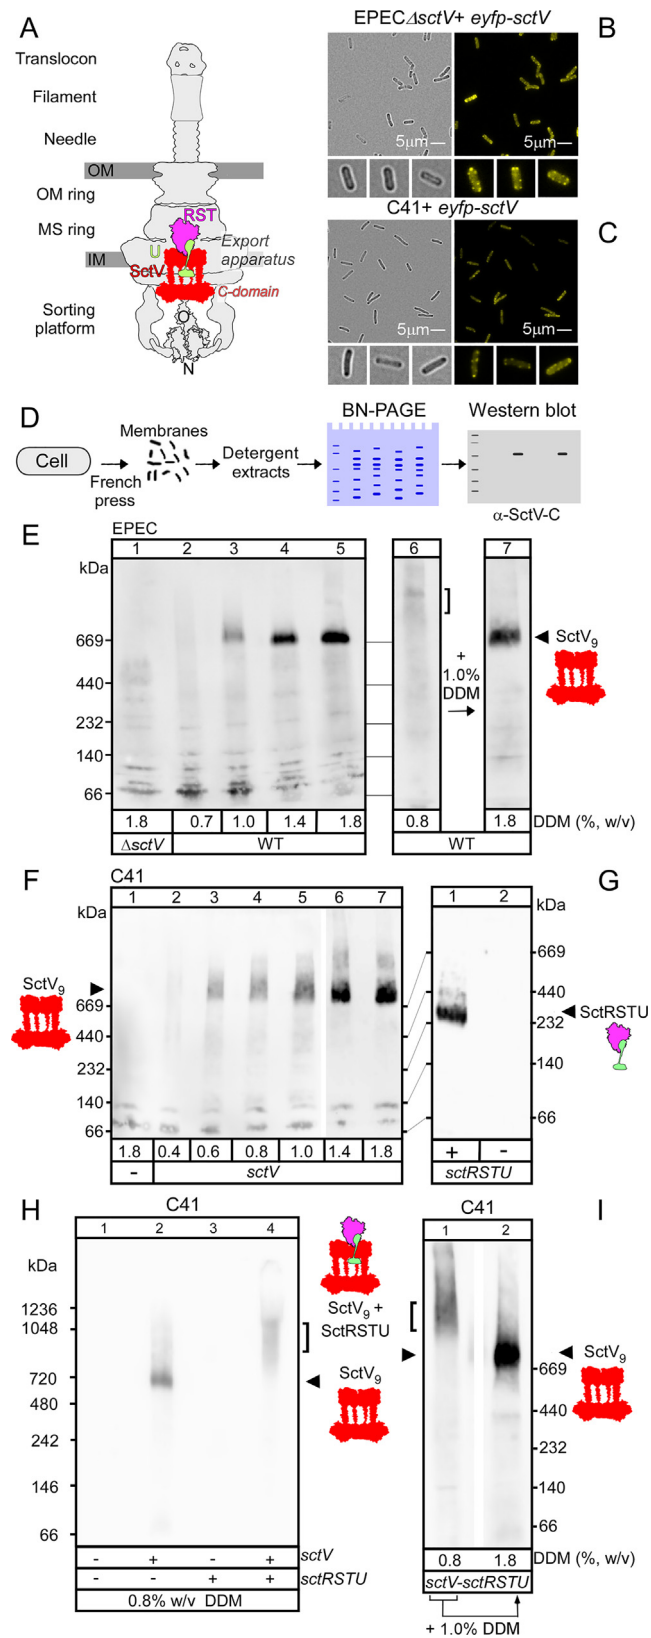 A
Translocon
Filament
Needle
OM
OM ring
MS ring
RST
U
IM
SctV
Export
apparatus
C-domain
Sorting
platform
O
N
EPECΔsctV+ eyfp-sctV
B
5μm
5μm
C41+ eyfp-sctV
C
5μm
5μm
D
Cell
French
press
Membranes
Detergent
extracts
BN-PAGE
Western blot
α-SctV-C
E
EPEC
1 2 3 4 5 6 7
kDa
669
440
232
140
66
+
1.0%
DDM
SctV9
1.8 0.7 1.0 1.4 1.8 0.8 1.8 DDM (%, w/v)
ΔsctV WT WT
F
C41
1 2 3 4 5 6 7
kDa
SctV9
669
440
232
140
66
1.8 0.4 0.6 0.8 1.0 1.4 1.8
- sctV
G
1 2
kDa
669
440
SctRSTU
232
140
66
+ -
sctRSTU
H
C41
1 2 3 4
kDa
1236
1048
720
480
242
146
66
SctV9 +
SctRSTU
SctV9
- + - + sctV
- - + + sctRSTU
0.8% w/v DDM
I
C41
1 2
SctV9
669
440
232
140
66
0.8 1.8 DDM (%, w/v)
sctV-sctRSTU
+ 1.0% DDM